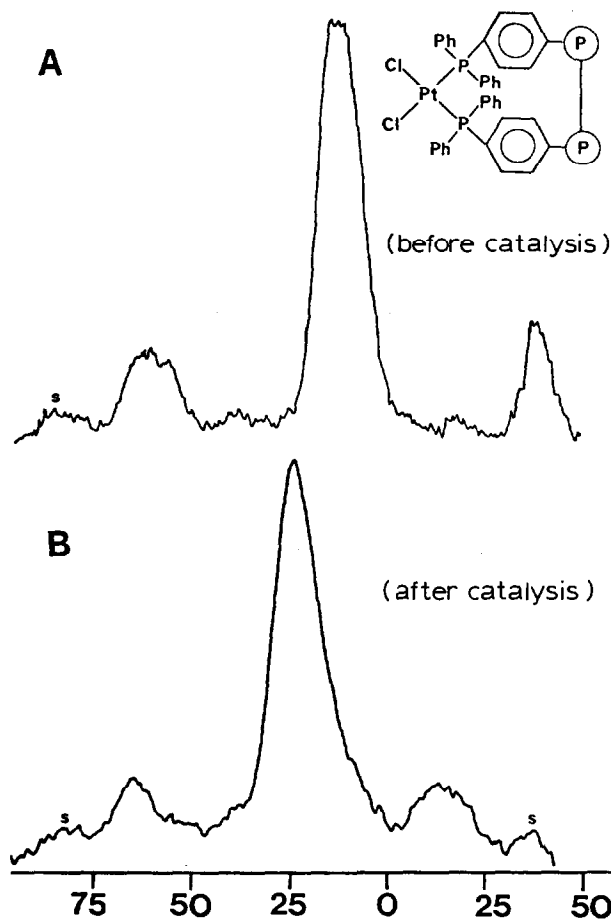 A
Ph
Ph
Ph
Ph
Cl
Cl
Pt
P
P
P
P
(before catalysis)
s
B
(after catalysis)
s
s
75 50 25 0 25 50